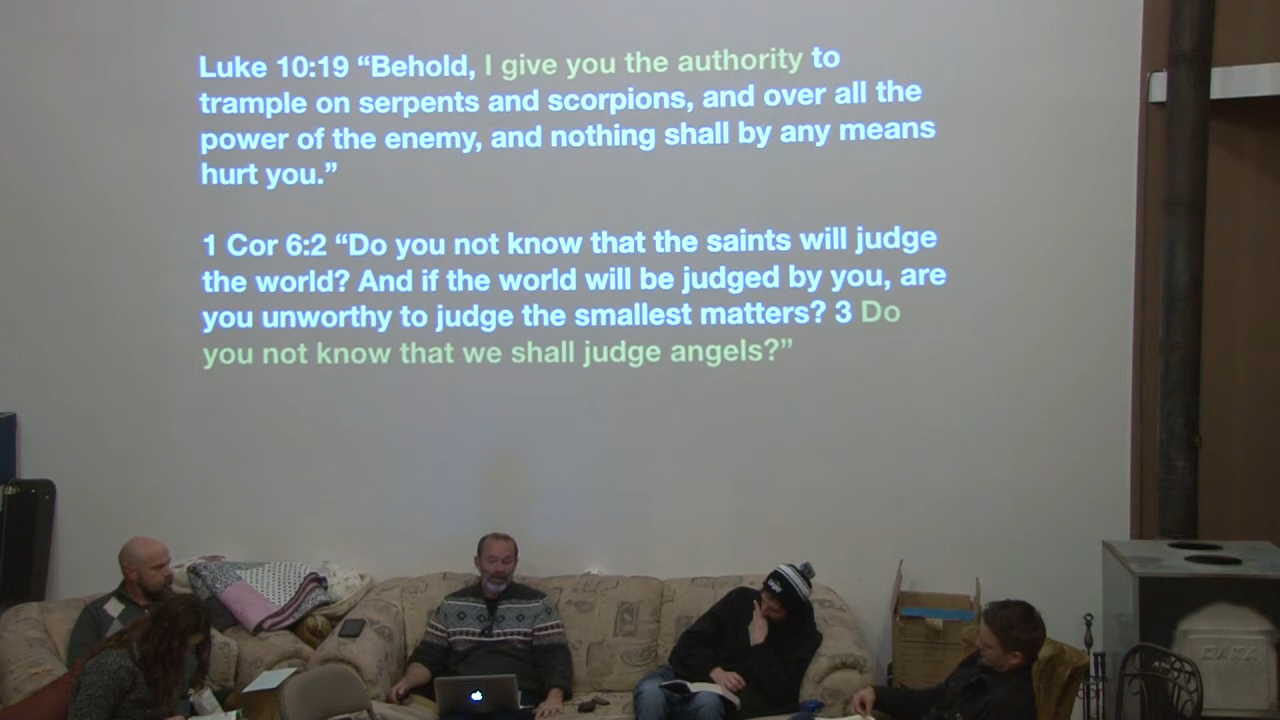 Luke 10:19 “Behold, I give you the authority to
trample on serpents and scorpions, and over all the
power of the enemy, and nothing shall by any means
hurt you.”
1 Cor 6:2 “Do you not know that the saints will judge
the world? And if the world will be judged by you, are
you unworthy to judge the smallest matters? 3 Do
you not know that we shall judge angels?”